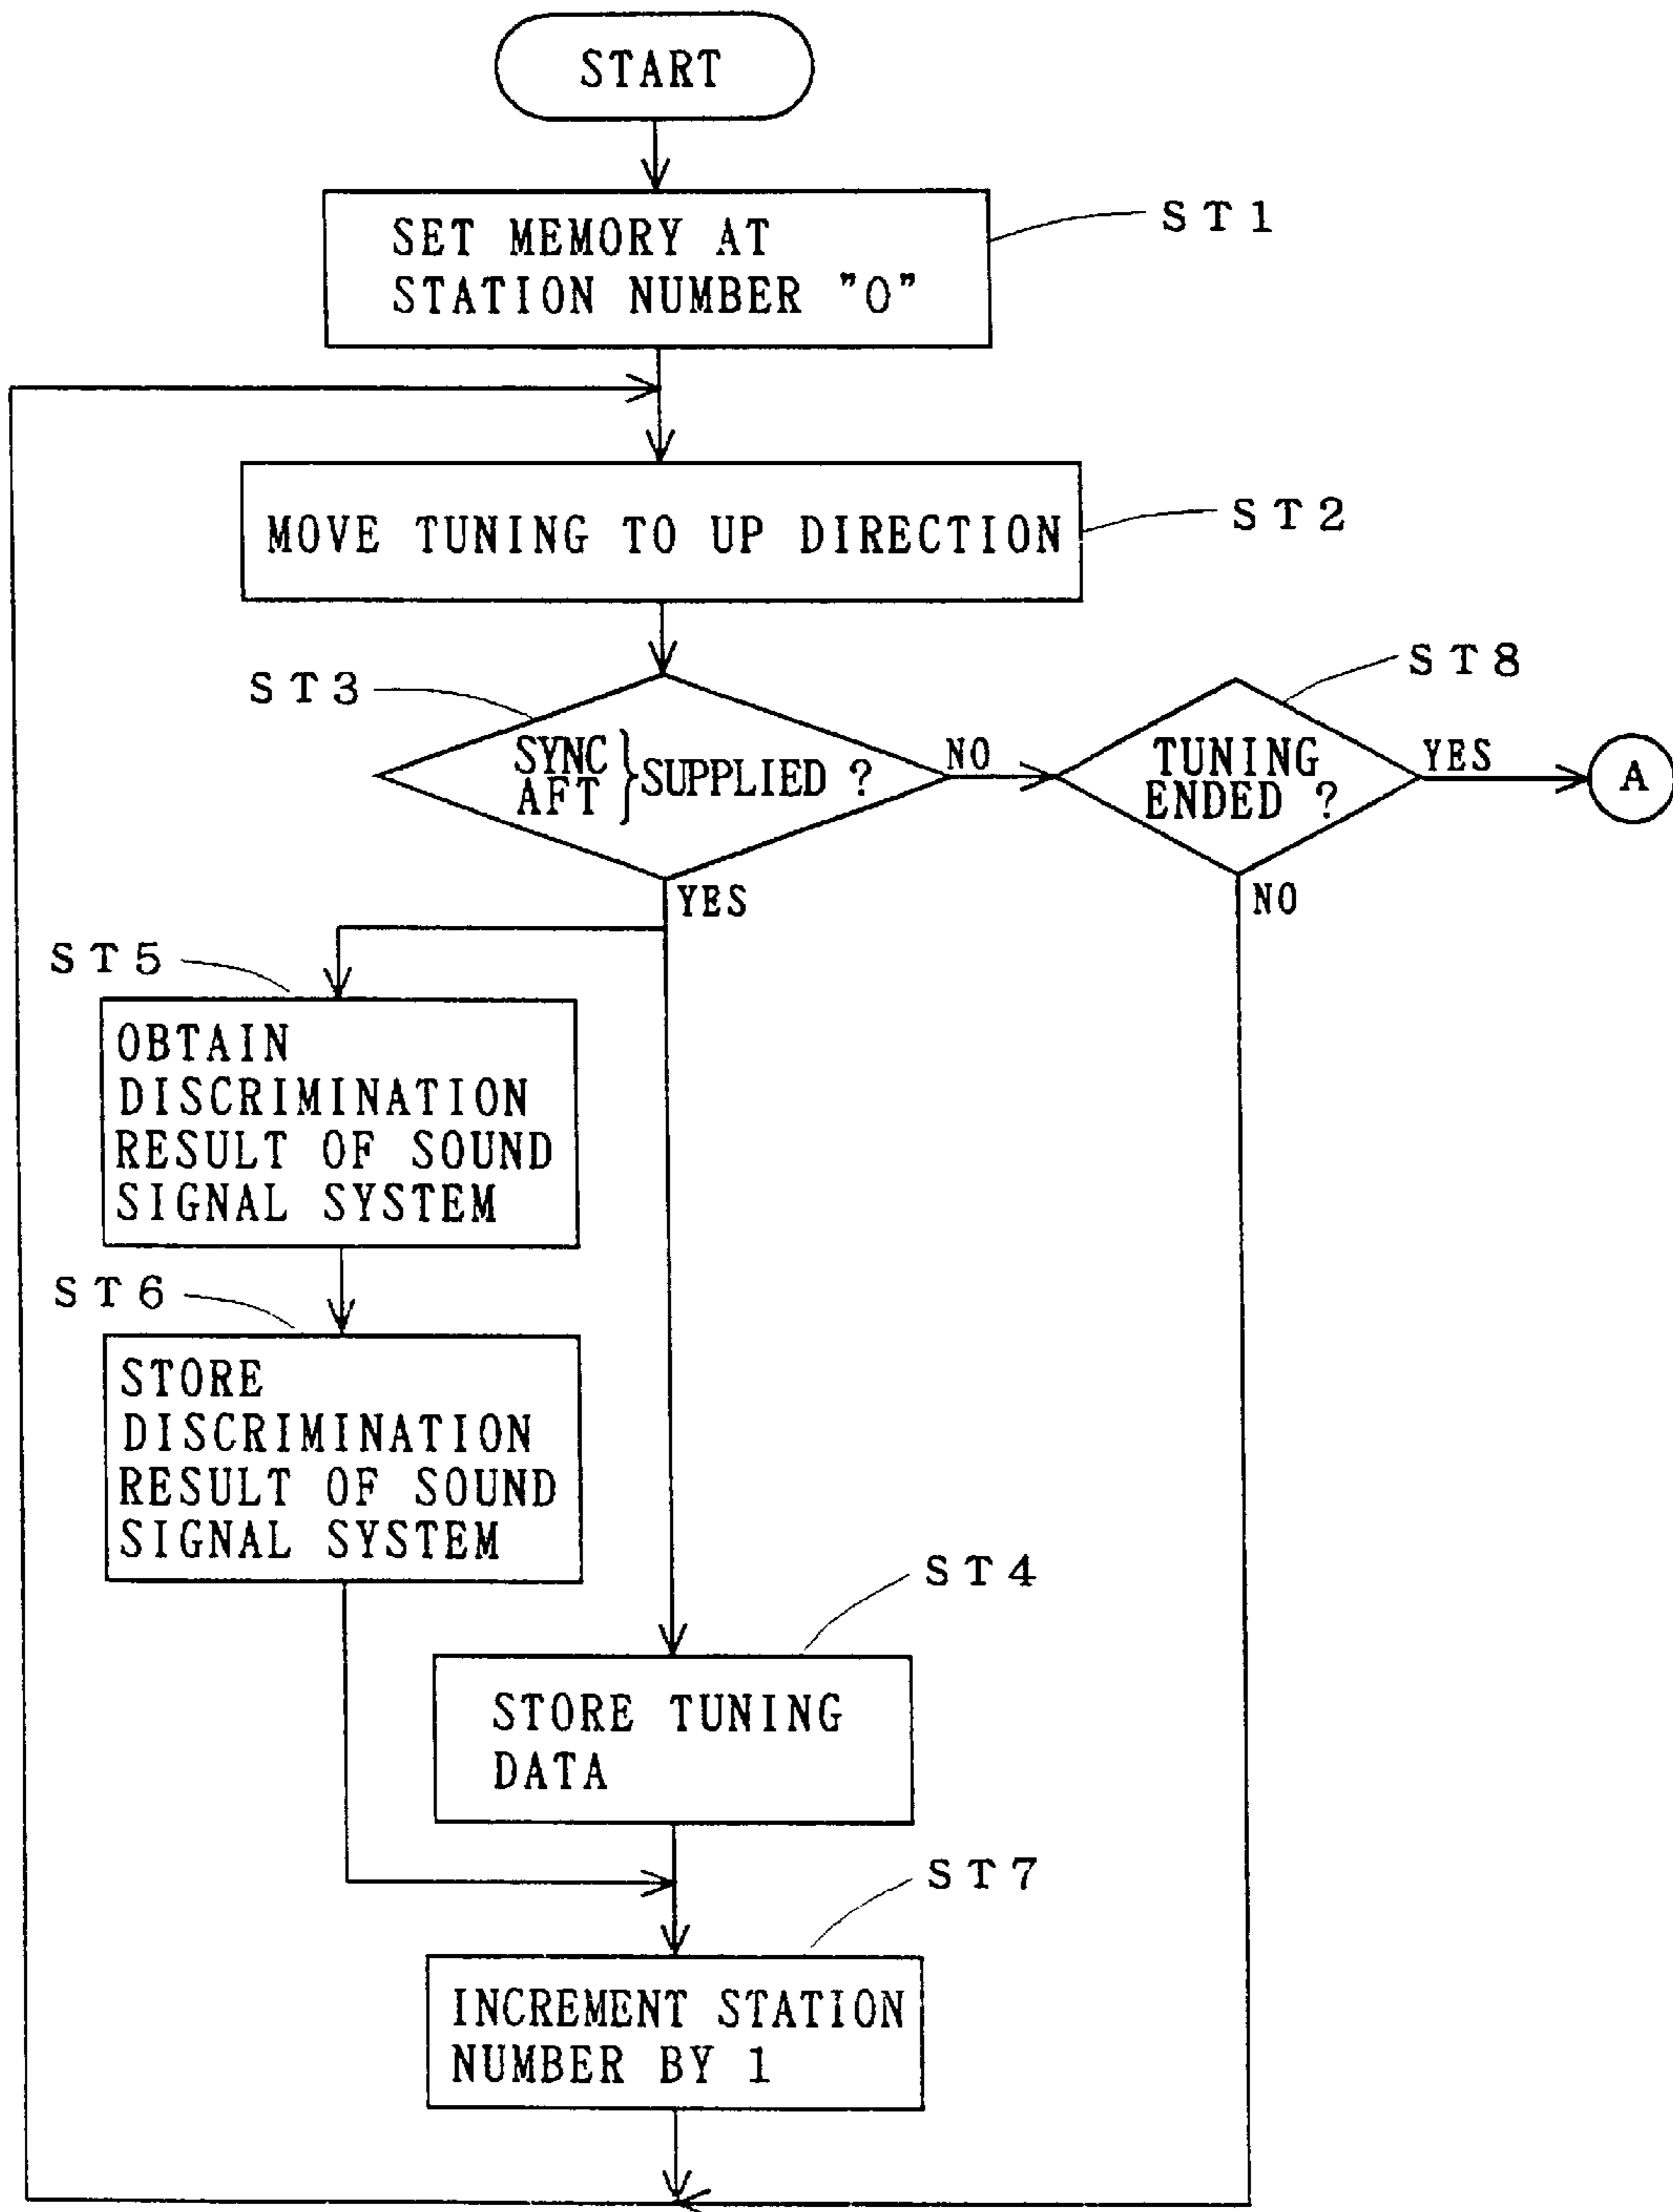 START
SET MEMORY AT
STATION NUMBER "0"
ST1
MOVE TUNING TO UP DIRECTION
ST2
ST3
SYNC
AFT
SUPPLIED ?
NO
YES
ST8
TUNING
ENDED ?
YES
A
NO
ST5
OBTAIN
DISCRIMINATION
RESULT OF SOUND
SIGNAL SYSTEM
ST6
STORE
DISCRIMINATION
RESULT OF SOUND
SIGNAL SYSTEM
ST4
STORE TUNING
DATA
ST7
INCREMENT STATION
NUMBER BY 1